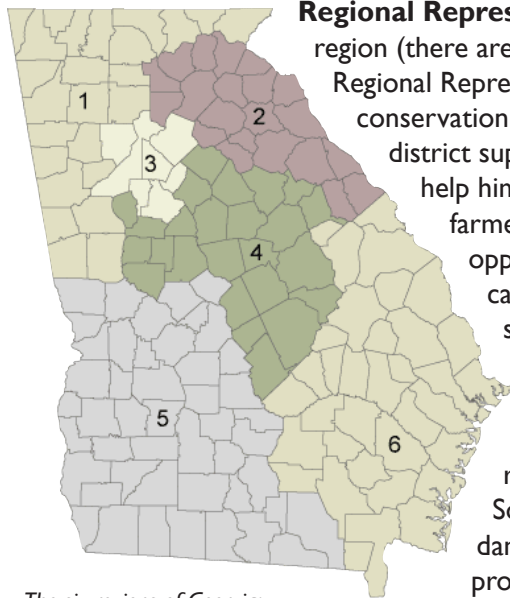 Regional Repres
region (there are
Regional Repre
conservation
district sup
help hin
farme
opp
ca
s
r
So
dar
pro
1
2
3
4
5
6
The six regions of Georgia